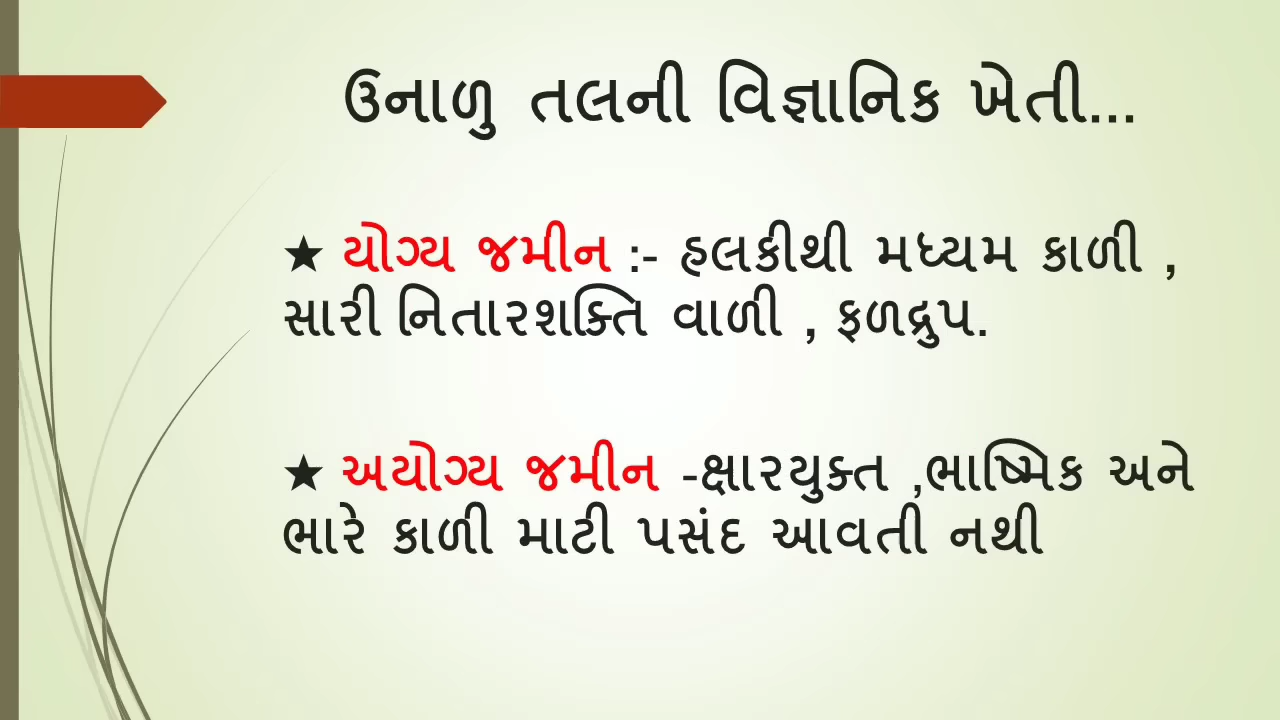 ઉનાળુ તલની વિજ્ઞાનિક ખેતી...
★ યોગ્ય જમીન :- હલકીથી મધ્યમ કાળી ,
સારી નિતારશક્તિ વાળી , ફળદ્રુપ.
★ અયોગ્ય જમીન -ક્ષારયુક્ત ,ભાષ્મિક અને
ભારે કાળી માટી પસંદ આવતી નથી